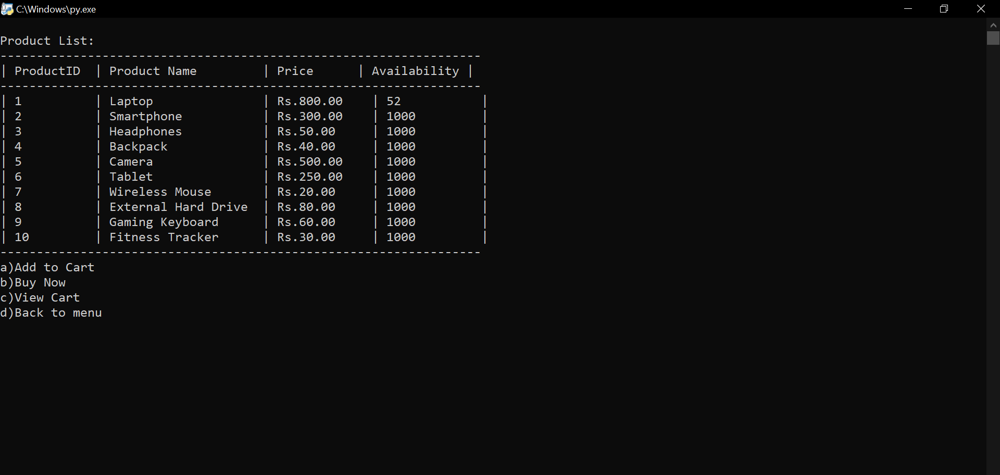 C:\Windows\py.exe
Product List:
------------------------------------------------------------------
| ProductID  | Product Name         | Price      | Availability |
------------------------------------------------------------------
| 1          | Laptop               | Rs.800.00    | 52           |
| 2          | Smartphone           | Rs.300.00    | 1000         |
| 3          | Headphones           | Rs.50.00     | 1000         |
| 4          | Backpack             | Rs.40.00     | 1000         |
| 5          | Camera               | Rs.500.00    | 1000         |
| 6          | Tablet               | Rs.250.00    | 1000         |
| 7          | Wireless Mouse       | Rs.20.00     | 1000         |
| 8          | External Hard Drive  | Rs.80.00     | 1000         |
| 9          | Gaming Keyboard      | Rs.60.00     | 1000         |
| 10         | Fitness Tracker      | Rs.30.00     | 1000         |
------------------------------------------------------------------
a)Add to Cart
b)Buy Now
c)View Cart
d)Back to menu